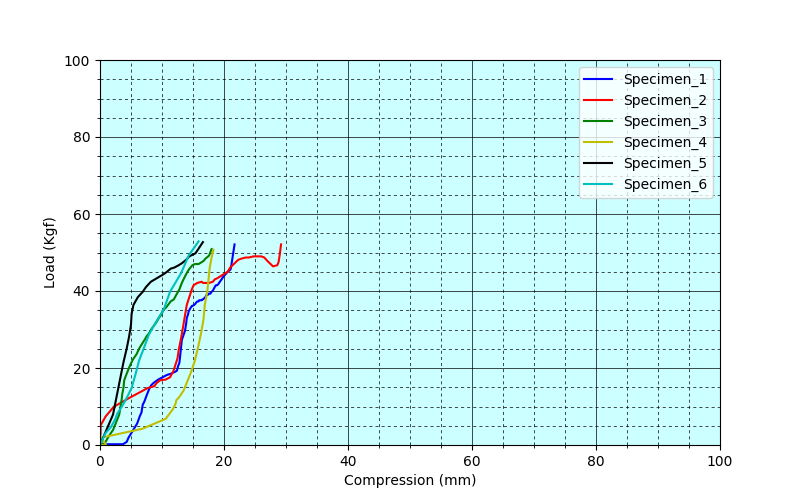 100
80
60
40
20
0
Load (Kgf)
0 20 40 60 80 100
Compression (mm)
Specimen_1
Specimen_2
Specimen_3
Specimen_4
Specimen_5
Specimen_6